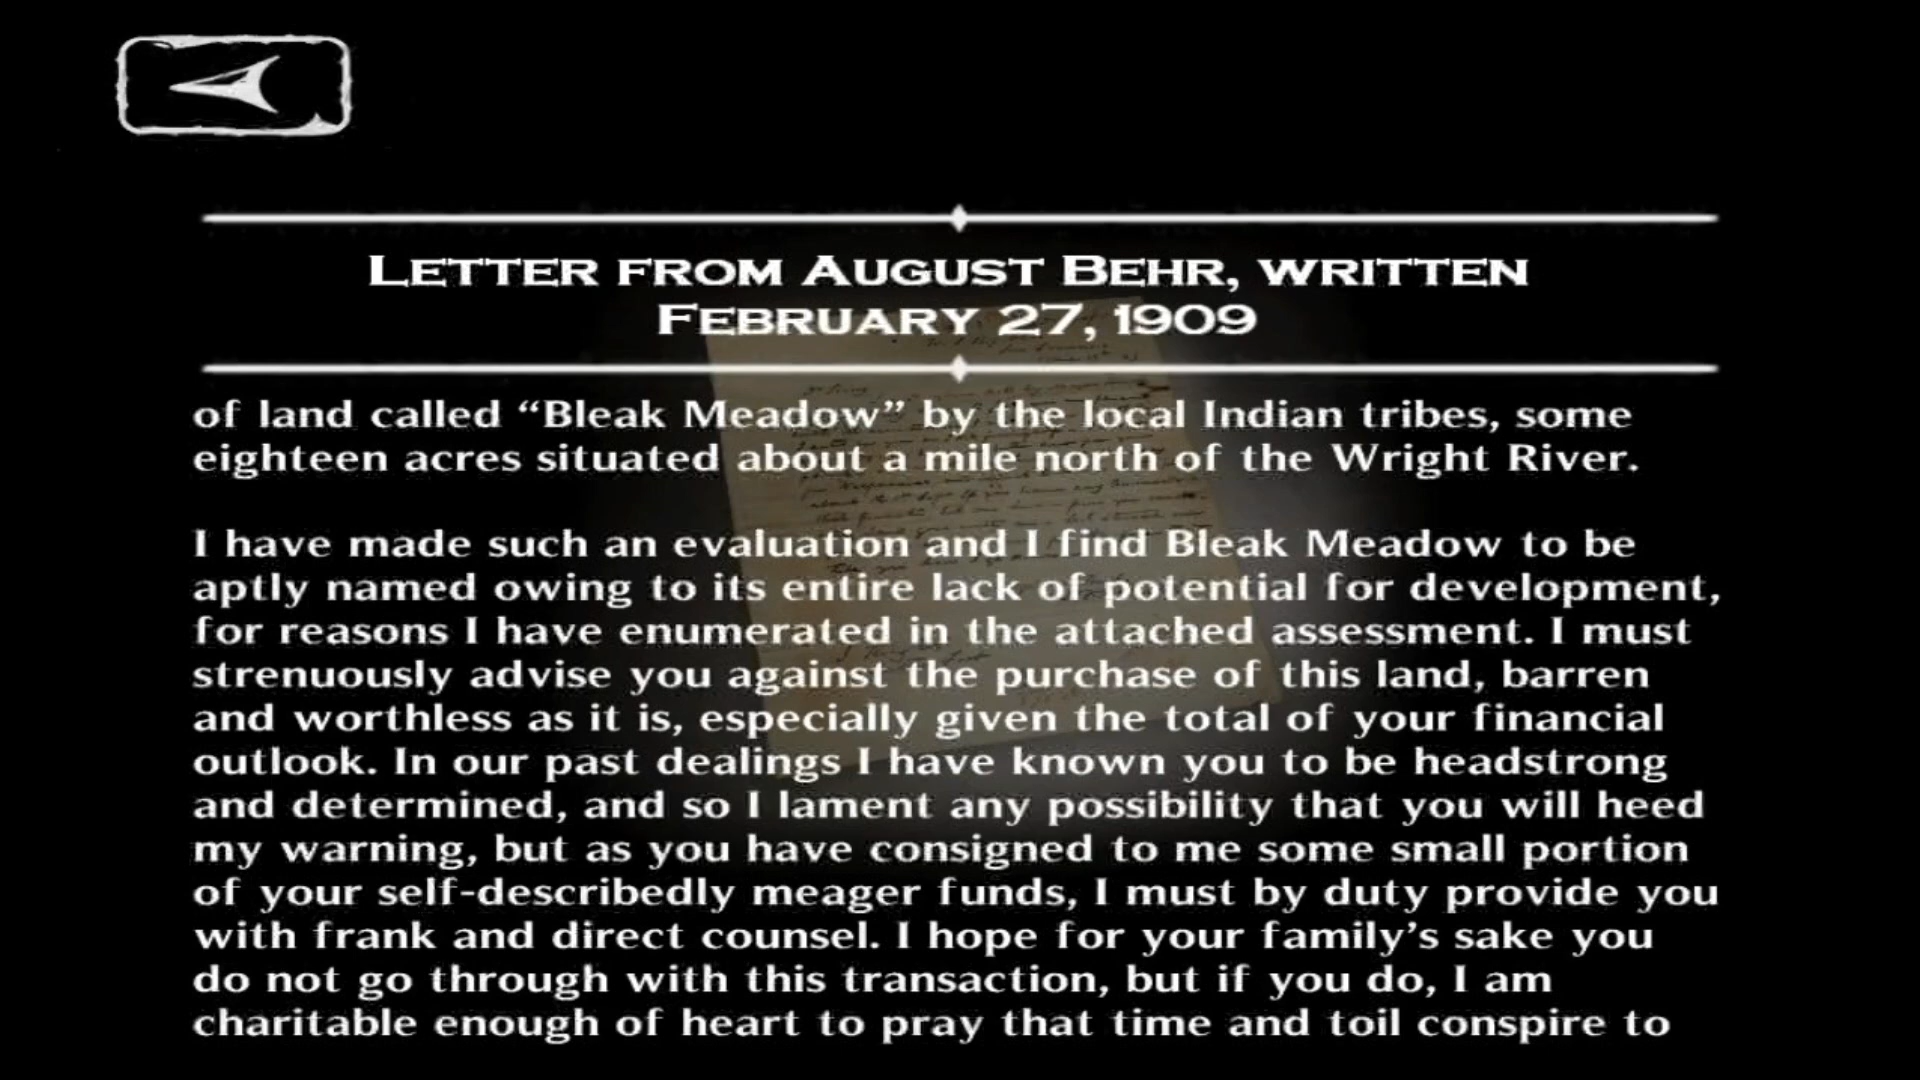 Letter from August Behr, written
February 27, 1909
of land called “Bleak Meadow” by the local Indian tribes, some
eighteen acres situated about a mile north of the Wright River.
I have made such an evaluation and I find Bleak Meadow to be
aptly named owing to its entire lack of potential for development,
for reasons I have enumerated in the attached assessment. I must
strenuously advise you against the purchase of this land, barren
and worthless as it is, especially given the total of your financial
outlook. In our past dealings I have known you to be headstrong
and determined, and so I lament any possibility that you will heed
my warning, but as you have consigned to me some small portion
of your self-describedly meager funds, I must by duty provide you
with frank and direct counsel. I hope for your family’s sake you
do not go through with this transaction, but if you do, I am
charitable enough of heart to pray that time and toil conspire to